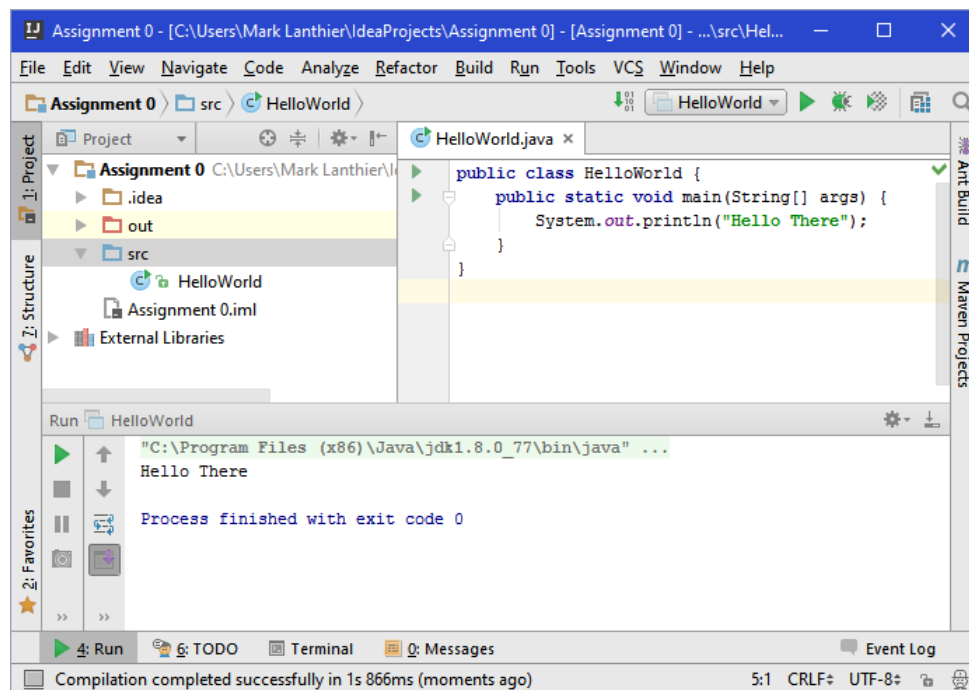 Assignment 0 - [C:\Users\Mark Lanthier\IdeaProjects\Assignment 0] - [Assignment 0] - ...\src\Hel...
File Edit View Navigate Code Analyze Refactor Build Run Tools VCS Window Help
Assignment 0 src HelloWorld HelloWorld
1: Project
7: Structure
2: Favorites
Project
Assignment 0 C:\Users\Mark Lanthier\I
.idea
out
src
HelloWorld
Assignment 0.iml
External Libraries
HelloWorld.java
public class HelloWorld {
public static void main(String[] args) {
System.out.println("Hello There");
}
}
Ant Build
Maven Projects
Run HelloWorld
"C:\Program Files (x86)\Java\jdk1.8.0_77\bin\java" ...
Hello There
Process finished with exit code 0
4: Run 6: TODO Terminal 0: Messages Event Log
Compilation completed successfully in 1s 866ms (moments ago) 5:1 CRLF UTF-8